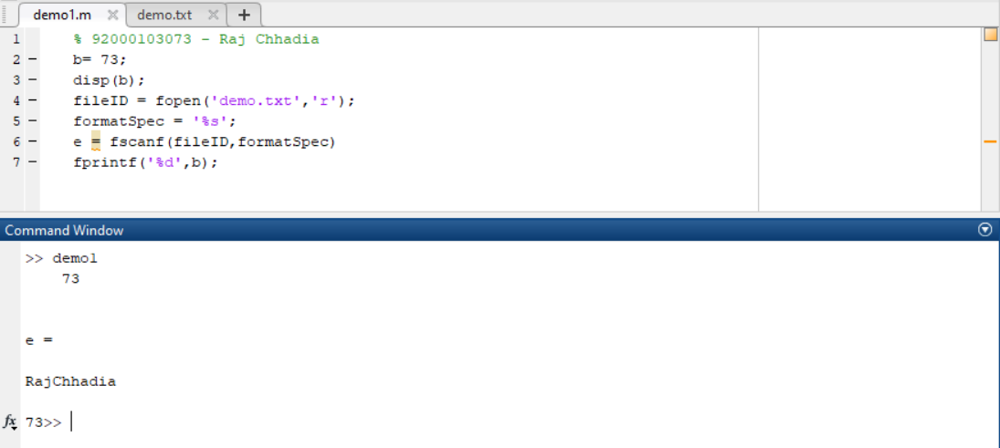 demo1.m × demo.txt × +
1 % 92000103073 - Raj Chhadia
2 - b= 73;
3 - disp(b);
4 - fileID = fopen('demo.txt','r');
5 - formatSpec = '%s';
6 - e = fscanf(fileID,formatSpec)
7 - fprintf('%d',b);
Command Window
>> demo1
73
e =
RajChhadia
fx 73>>